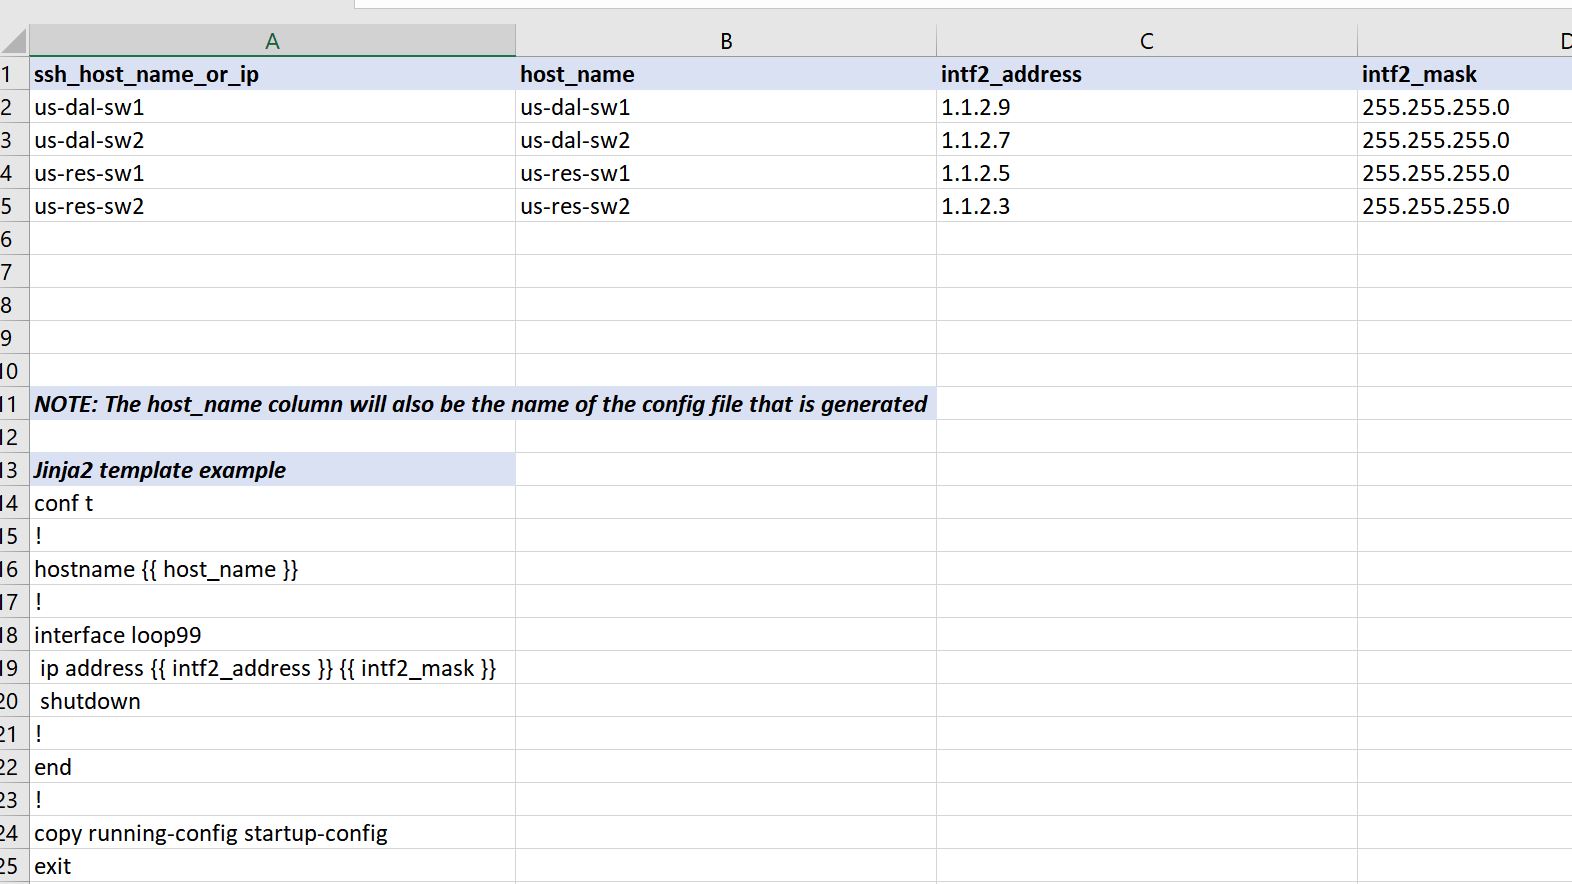 A B C D
1 ssh_host_name_or_ip host_name intf2_address intf2_mask
2 us-dal-sw1 us-dal-sw1 1.1.2.9 255.255.255.0
3 us-dal-sw2 us-dal-sw2 1.1.2.7 255.255.255.0
4 us-res-sw1 us-res-sw1 1.1.2.5 255.255.255.0
5 us-res-sw2 us-res-sw2 1.1.2.3 255.255.255.0
6
7
8
9
10
11 NOTE: The host_name column will also be the name of the config file that is generated
12
13 Jinja2 template example
14 conf t
15 !
16 hostname {{ host_name }}
17 !
18 interface loop99
19 ip address {{ intf2_address }} {{ intf2_mask }}
20 shutdown
21 !
22 end
23 !
24 copy running-config startup-config
25 exit